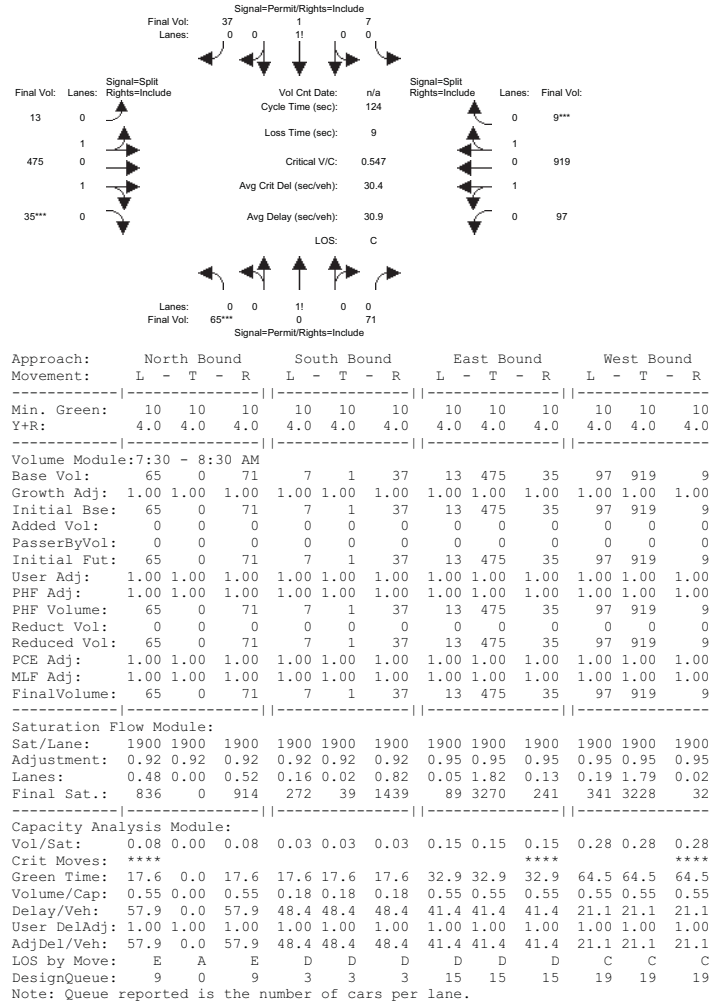 Signal=Permit/Rights=Include
Final Vol: 37 1 7
Lanes: 0 0 1! 0 0
Signal=Split
Final Vol: Lanes: Rights=Include
Vol Cnt Date: n/a
Signal=Split
Rights=Include Lanes: Final Vol:
Cycle Time (sec): 124
13 0
0 9***
Loss Time (sec): 9
1
1
475 0
Critical V/C: 0.547
0 919
1
Avg Crit Del (sec/veh): 30.4
1
35*** 0
Avg Delay (sec/veh): 30.9
0 97
LOS: C
Lanes: 0 0 1! 0 0
Final Vol: 65*** 0 71
Signal=Permit/Rights=Include
Approach: North Bound South Bound East Bound West Bound
Movement: L - T - R L - T - R L - T - R L - T - R
------------|---------------||---------------||---------------||---------------
Min. Green: 10 10 10 10 10 10 10 10 10 10 10 10
Y+R: 4.0 4.0 4.0 4.0 4.0 4.0 4.0 4.0 4.0 4.0 4.0 4.0
------------|---------------||---------------||---------------||---------------
Volume Module:7:30 - 8:30 AM
Base Vol: 65 0 71 7 1 37 13 475 35 97 919 9
Growth Adj: 1.00 1.00 1.00 1.00 1.00 1.00 1.00 1.00 1.00 1.00 1.00 1.00
Initial Bse: 65 0 71 7 1 37 13 475 35 97 919 9
Added Vol: 0 0 0 0 0 0 0 0 0 0 0 0
PasserByVol: 0 0 0 0 0 0 0 0 0 0 0 0
Initial Fut: 65 0 71 7 1 37 13 475 35 97 919 9
User Adj: 1.00 1.00 1.00 1.00 1.00 1.00 1.00 1.00 1.00 1.00 1.00 1.00
PHF Adj: 1.00 1.00 1.00 1.00 1.00 1.00 1.00 1.00 1.00 1.00 1.00 1.00
PHF Volume: 65 0 71 7 1 37 13 475 35 97 919 9
Reduct Vol: 0 0 0 0 0 0 0 0 0 0 0 0
Reduced Vol: 65 0 71 7 1 37 13 475 35 97 919 9
PCE Adj: 1.00 1.00 1.00 1.00 1.00 1.00 1.00 1.00 1.00 1.00 1.00 1.00
MLF Adj: 1.00 1.00 1.00 1.00 1.00 1.00 1.00 1.00 1.00 1.00 1.00 1.00
FinalVolume: 65 0 71 7 1 37 13 475 35 97 919 9
------------|---------------||---------------||---------------||---------------
Saturation Flow Module:
Sat/Lane: 1900 1900 1900 1900 1900 1900 1900 1900 1900 1900 1900 1900
Adjustment: 0.92 0.92 0.92 0.92 0.92 0.92 0.95 0.95 0.95 0.95 0.95 0.95
Lanes: 0.48 0.00 0.52 0.16 0.02 0.82 0.05 1.82 0.13 0.19 1.79 0.02
Final Sat.: 836 0 914 272 39 1439 89 3270 241 341 3228 32
------------|---------------||---------------||---------------||---------------
Capacity Analysis Module:
Vol/Sat: 0.08 0.00 0.08 0.03 0.03 0.03 0.15 0.15 0.15 0.28 0.28 0.28
Crit Moves: **** **** ****
Green Time: 17.6 0.0 17.6 17.6 17.6 17.6 32.9 32.9 32.9 64.5 64.5 64.5
Volume/Cap: 0.55 0.00 0.55 0.18 0.18 0.18 0.55 0.55 0.55 0.55 0.55 0.55
Delay/Veh: 57.9 0.0 57.9 48.4 48.4 48.4 41.4 41.4 41.4 21.1 21.1 21.1
User DelAdj: 1.00 1.00 1.00 1.00 1.00 1.00 1.00 1.00 1.00 1.00 1.00 1.00
AdjDel/Veh: 57.9 0.0 57.9 48.4 48.4 48.4 41.4 41.4 41.4 21.1 21.1 21.1
LOS by Move: E A E D D D D D D C C C
DesignQueue: 9 0 9 3 3 3 15 15 15 19 19 19
Note: Queue reported is the number of cars per lane.